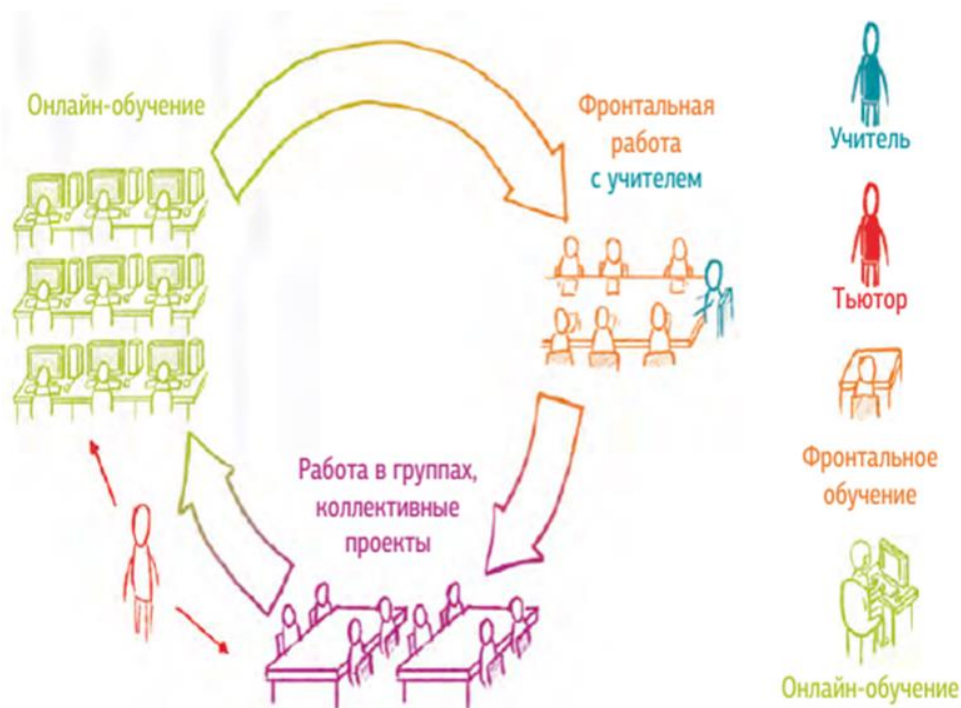 Онлайн-обучение
Фронтальная
работа
с учителем
Работа в группах,
коллективные
проекты
Учитель
Тьютор
Фронтальное
обучение
Онлайн-обучение